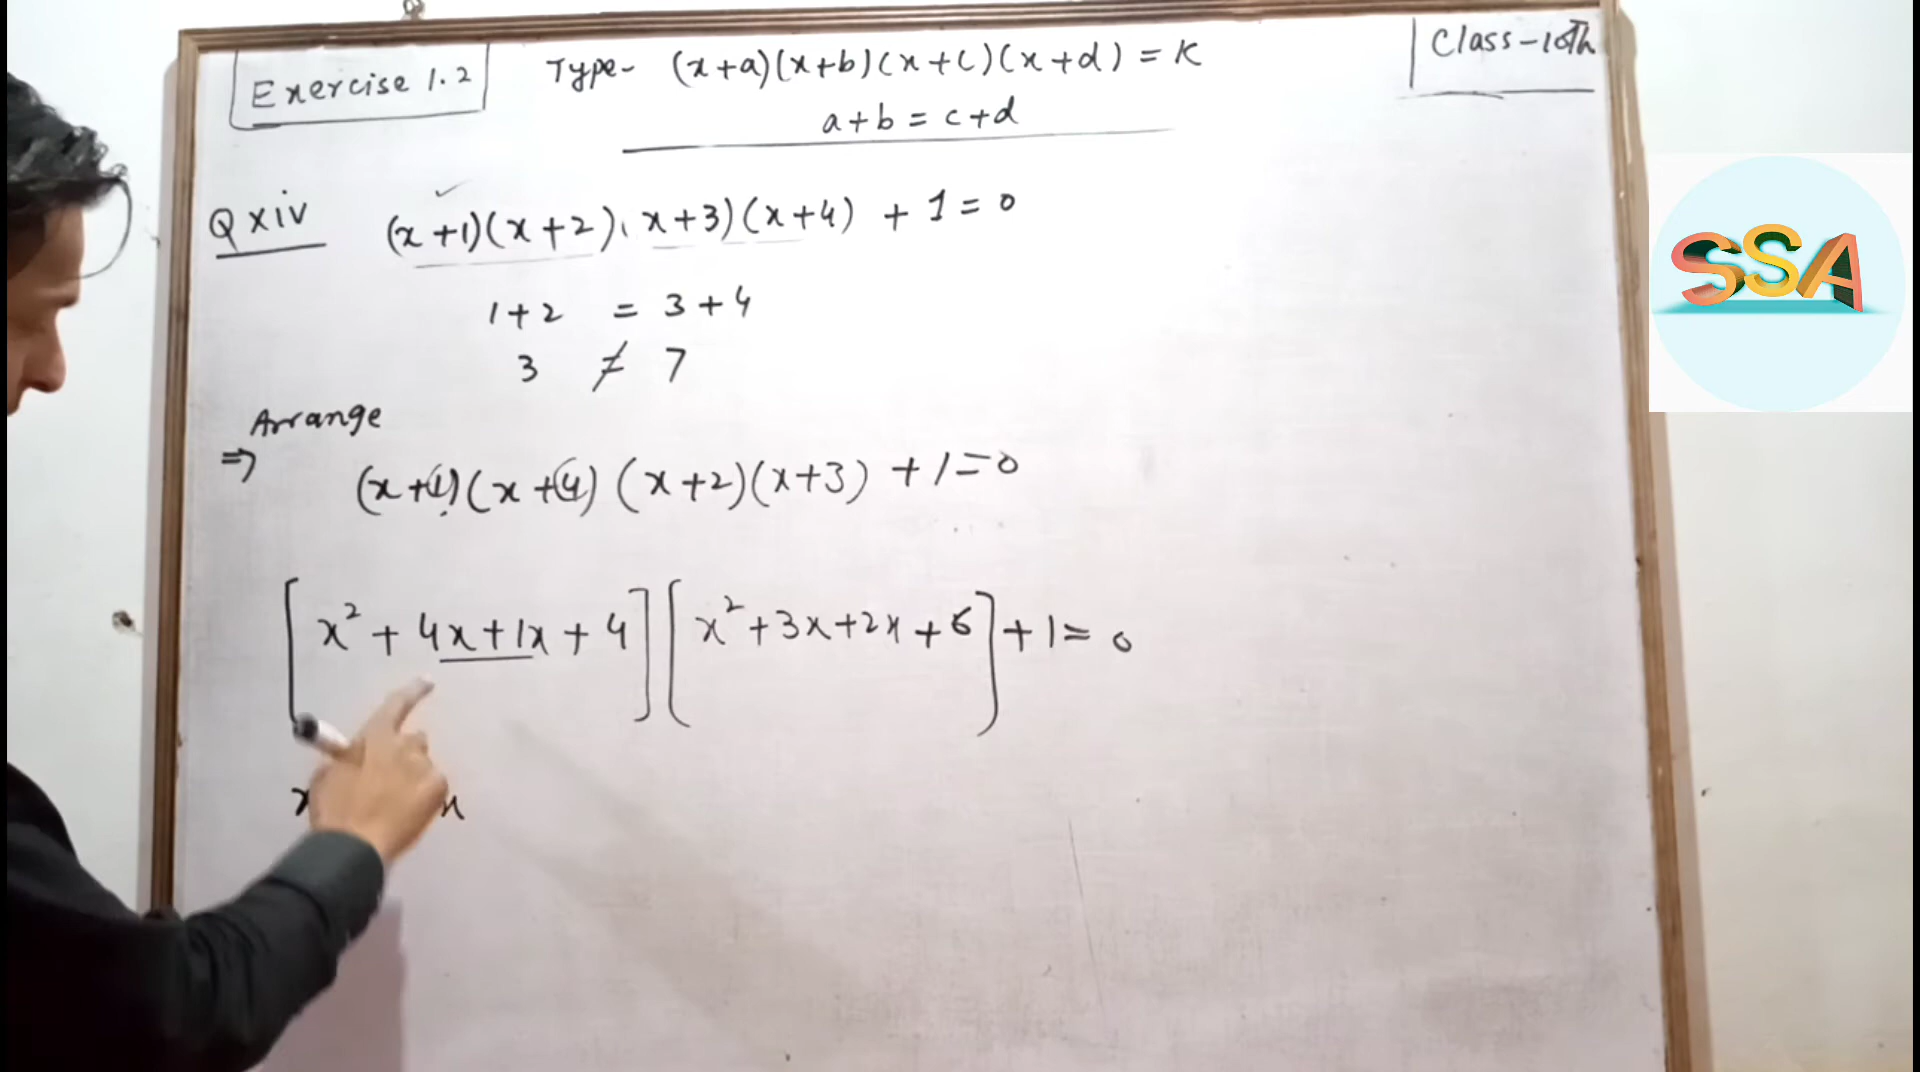 Exercise 1.2
Type- (x+a)(x+b)(x+c)(x+d) = K
a+b = c+d
Class-10th
Q xiv (x+1)(x+2)(x+3)(x+4) + 1 = 0
1+2 = 3+4
3 ≠ 7
Arrange
⇒ (x+1)(x+4)(x+2)(x+3) + 1 = 0
[x² + 4x+1x + 4][x²+3x+2x+6] + 1 = 0
x
SSA